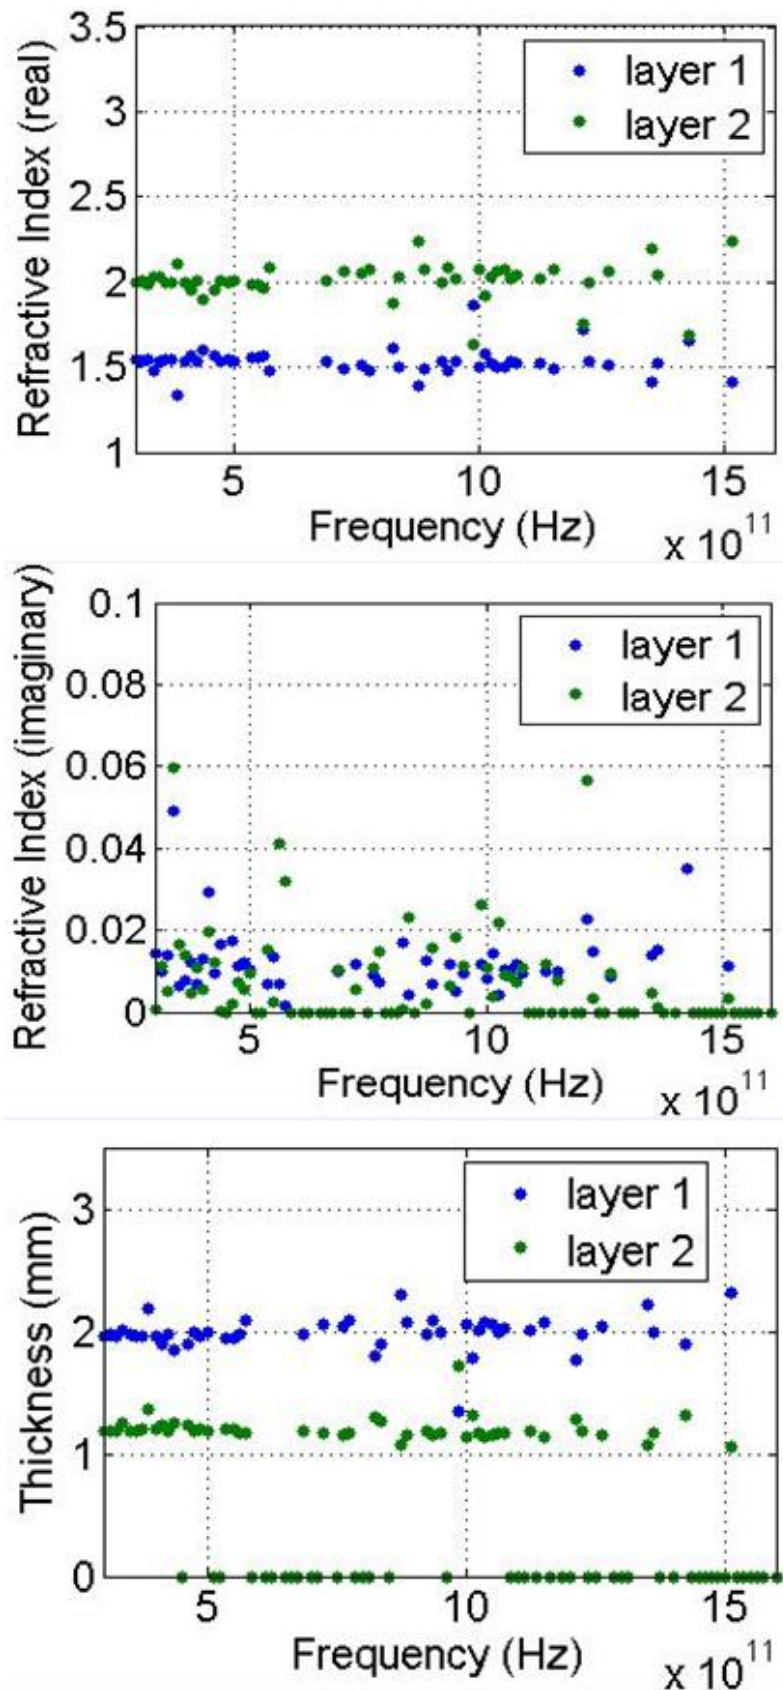 Refractive Index (real)
3.5
3
2.5
2
1.5
1
layer 1
layer 2
5
10
15
Frequency (Hz)
x 10^11
Refractive Index (imaginary)
0.1
0.08
0.06
0.04
0.02
0
layer 1
layer 2
5
10
15
Frequency (Hz)
x 10^11
Thickness (mm)
3
2
1
0
layer 1
layer 2
5
10
15
Frequency (Hz)
x 10^11